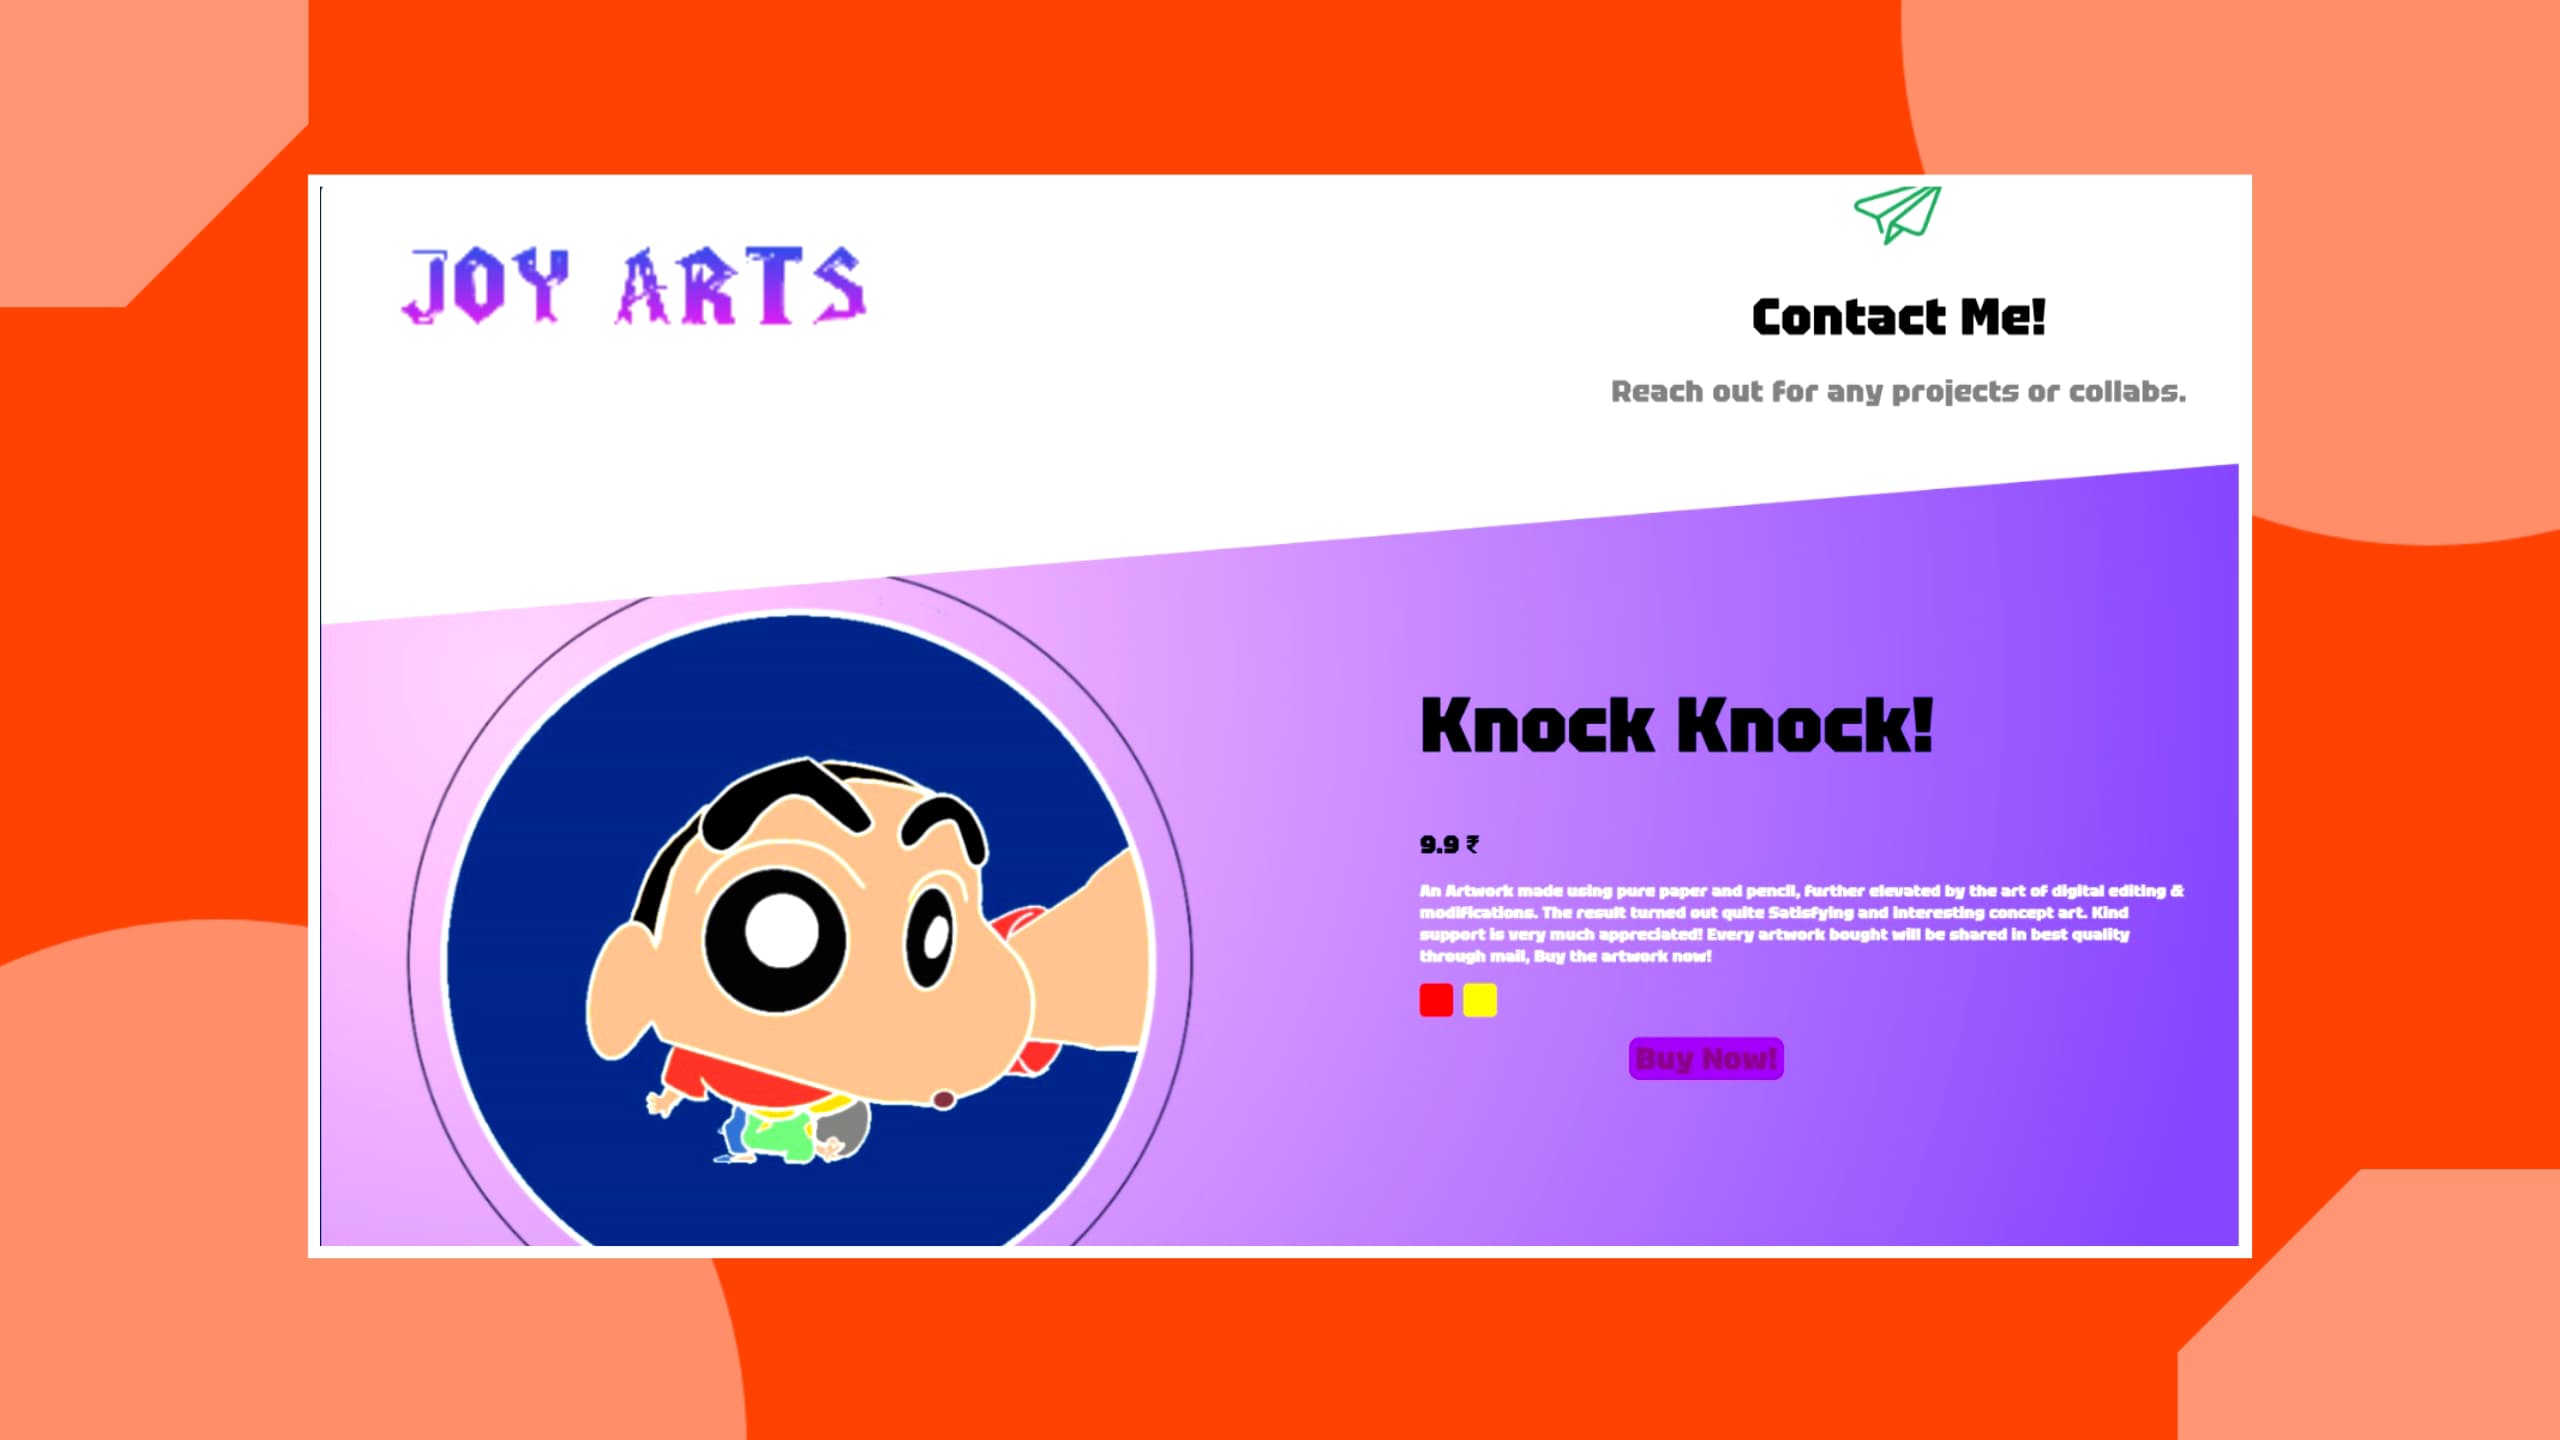 JOY ARTS
Contact Me!
Reach out for any projects or collabs.
Knock Knock!
9.9 ₹
An Artwork made using pure paper and pencil, further elevated by the art of digital editing &
modifications. The result turned out quite Satisfying and interesting concept art. Kind
support is very much appreciated! Every artwork bought will be shared in best quality
through mail, Buy the artwork now!
Buy Now!